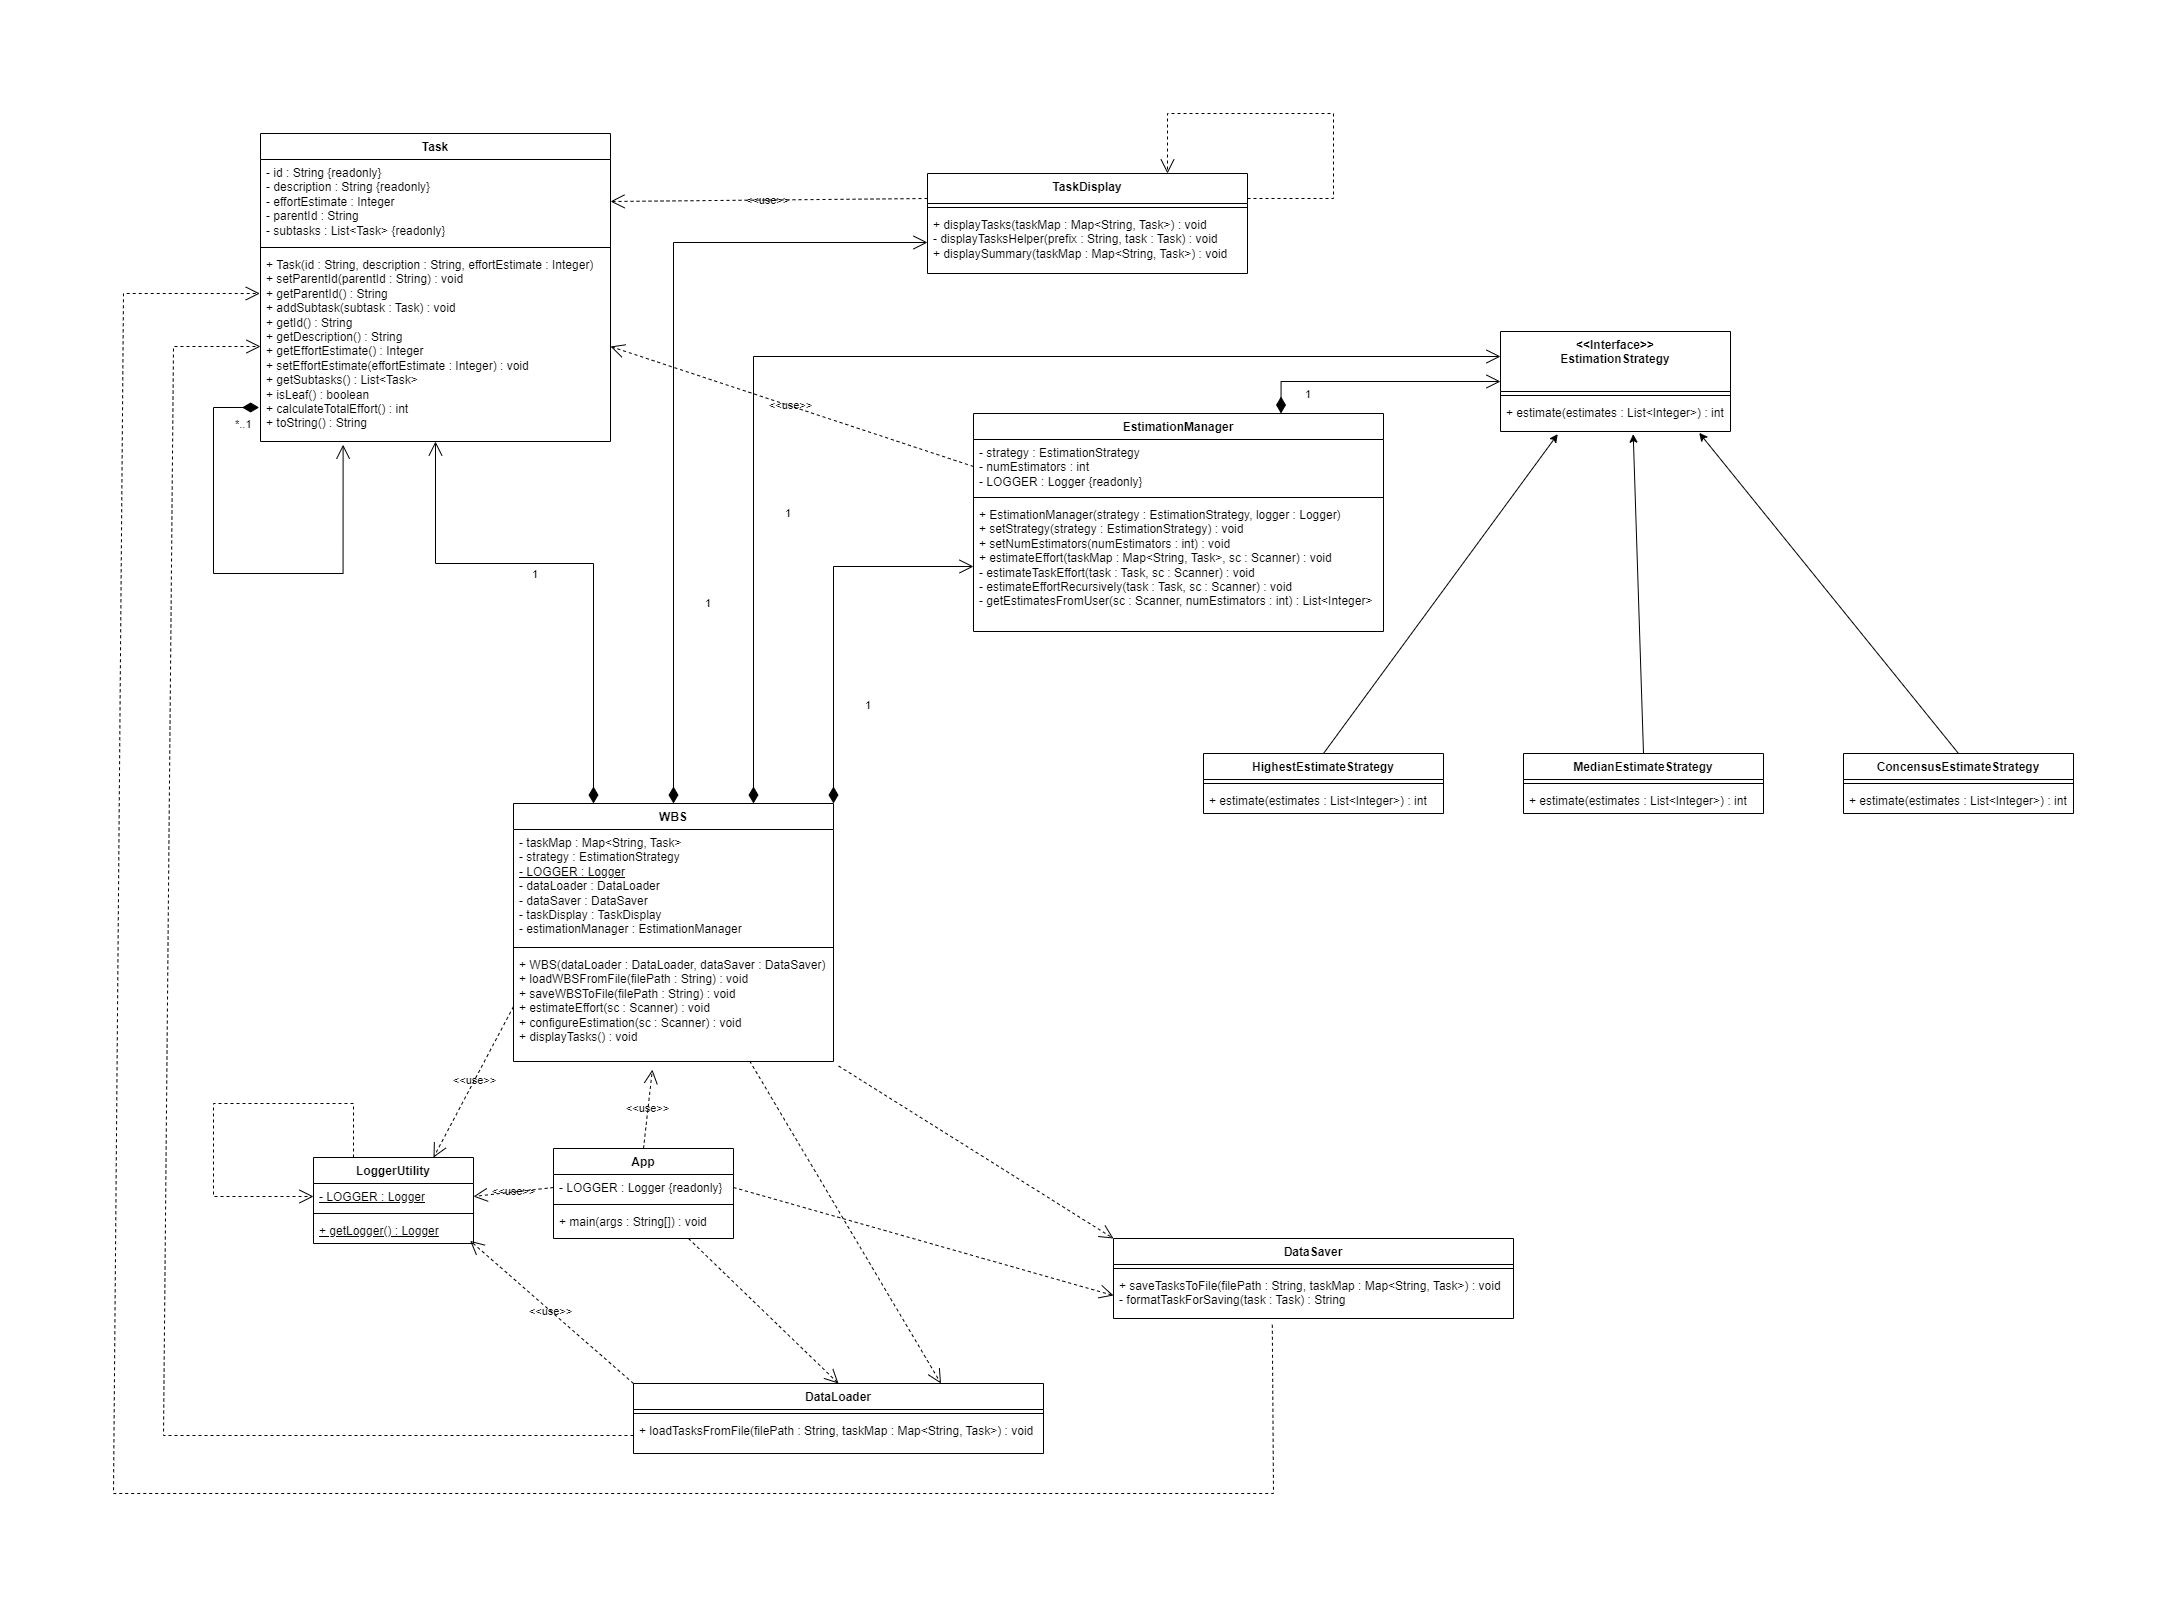 Task
- id : String {readonly}
- description : String {readonly}
- effortEstimate : Integer
- parentId : String
- subtasks : List<Task> {readonly}
+ Task(id : String, description : String, effortEstimate : Integer)
+ setParentId(parentId : String) : void
+ getParentId() : String
+ addSubtask(subtask : Task) : void
+ getId() : String
+ getDescription() : String
+ getEffortEstimate() : Integer
+ setEffortEstimate(effortEstimate : Integer) : void
+ getSubtasks() : List<Task>
+ isLeaf() : boolean
+ calculateTotalEffort() : int
+ toString() : String
*..1
<<use>>
TaskDisplay
+ displayTasks(taskMap : Map<String, Task>) : void
- displayTasksHelper(prefix : String, task : Task) : void
+ displaySummary(taskMap : Map<String, Task>) : void
<<Interface>>
EstimationStrategy
+ estimate(estimates : List<Integer>) : int
1
<<use>>
EstimationManager
- strategy : EstimationStrategy
- numEstimators : int
- LOGGER : Logger {readonly}
+ EstimationManager(strategy : EstimationStrategy, logger : Logger)
+ setStrategy(strategy : EstimationStrategy) : void
+ setNumEstimators(numEstimators : int) : void
+ estimateEffort(taskMap : Map<String, Task>, sc : Scanner) : void
- estimateTaskEffort(task : Task, sc : Scanner) : void
- estimateEffortRecursively(task : Task, sc : Scanner) : void
- getEstimatesFromUser(sc : Scanner, numEstimators : int) : List<Integer>
1
1
1
1
HighestEstimateStrategy
+ estimate(estimates : List<Integer>) : int
MedianEstimateStrategy
+ estimate(estimates : List<Integer>) : int
ConcensusEstimateStrategy
+ estimate(estimates : List<Integer>) : int
WBS
- taskMap : Map<String, Task>
- strategy : EstimationStrategy
- LOGGER : Logger
- dataLoader : DataLoader
- dataSaver : DataSaver
- taskDisplay : TaskDisplay
- estimationManager : EstimationManager
+ WBS(dataLoader : DataLoader, dataSaver : DataSaver)
+ loadWBSFromFile(filePath : String) : void
+ saveWBSToFile(filePath : String) : void
+ estimateEffort(sc : Scanner) : void
+ configureEstimation(sc : Scanner) : void
+ displayTasks() : void
<<use>>
<<use>>
LoggerUtility
- LOGGER : Logger
+ getLogger() : Logger
<<use>>
App
- LOGGER : Logger {readonly}
+ main(args : String[]) : void
<<use>>
DataSaver
+ saveTasksToFile(filePath : String, taskMap : Map<String, Task>) : void
- formatTaskForSaving(task : Task) : String
DataLoader
+ loadTasksFromFile(filePath : String, taskMap : Map<String, Task>) : void